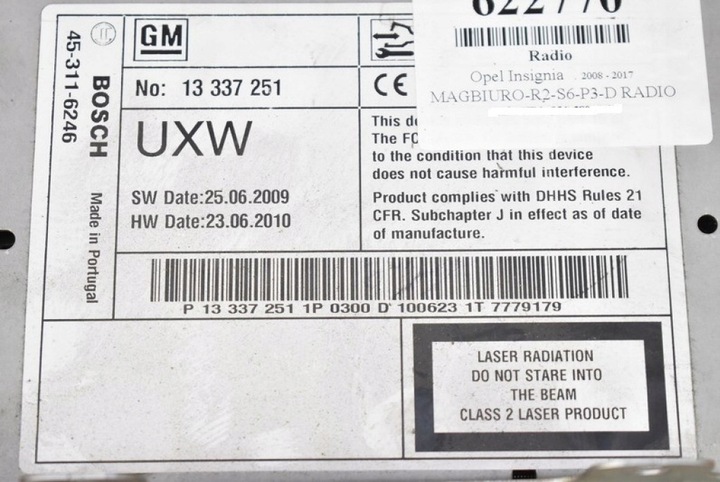 622770
Radio
Opel Insignia 2008 - 2017
MAGBIURO-R2-S6-P3-D RADIO
GM
No: 13 337 251
CE
UXW
SW Date:25.06.2009
HW Date:23.06.2010
This
The
to the condition that this device
does not cause harmful interference.
Product complies with DHHS Rules 21
CFR. Subchapter J in effect as of date
of manufacture.
P 13 337 251 1P 0300 D 100623 1T 7779179
LASER RADIATION
DO NOT STARE INTO
THE BEAM
CLASS 2 LASER PRODUCT
BOSCH
Made in Portugal
45-311-6246